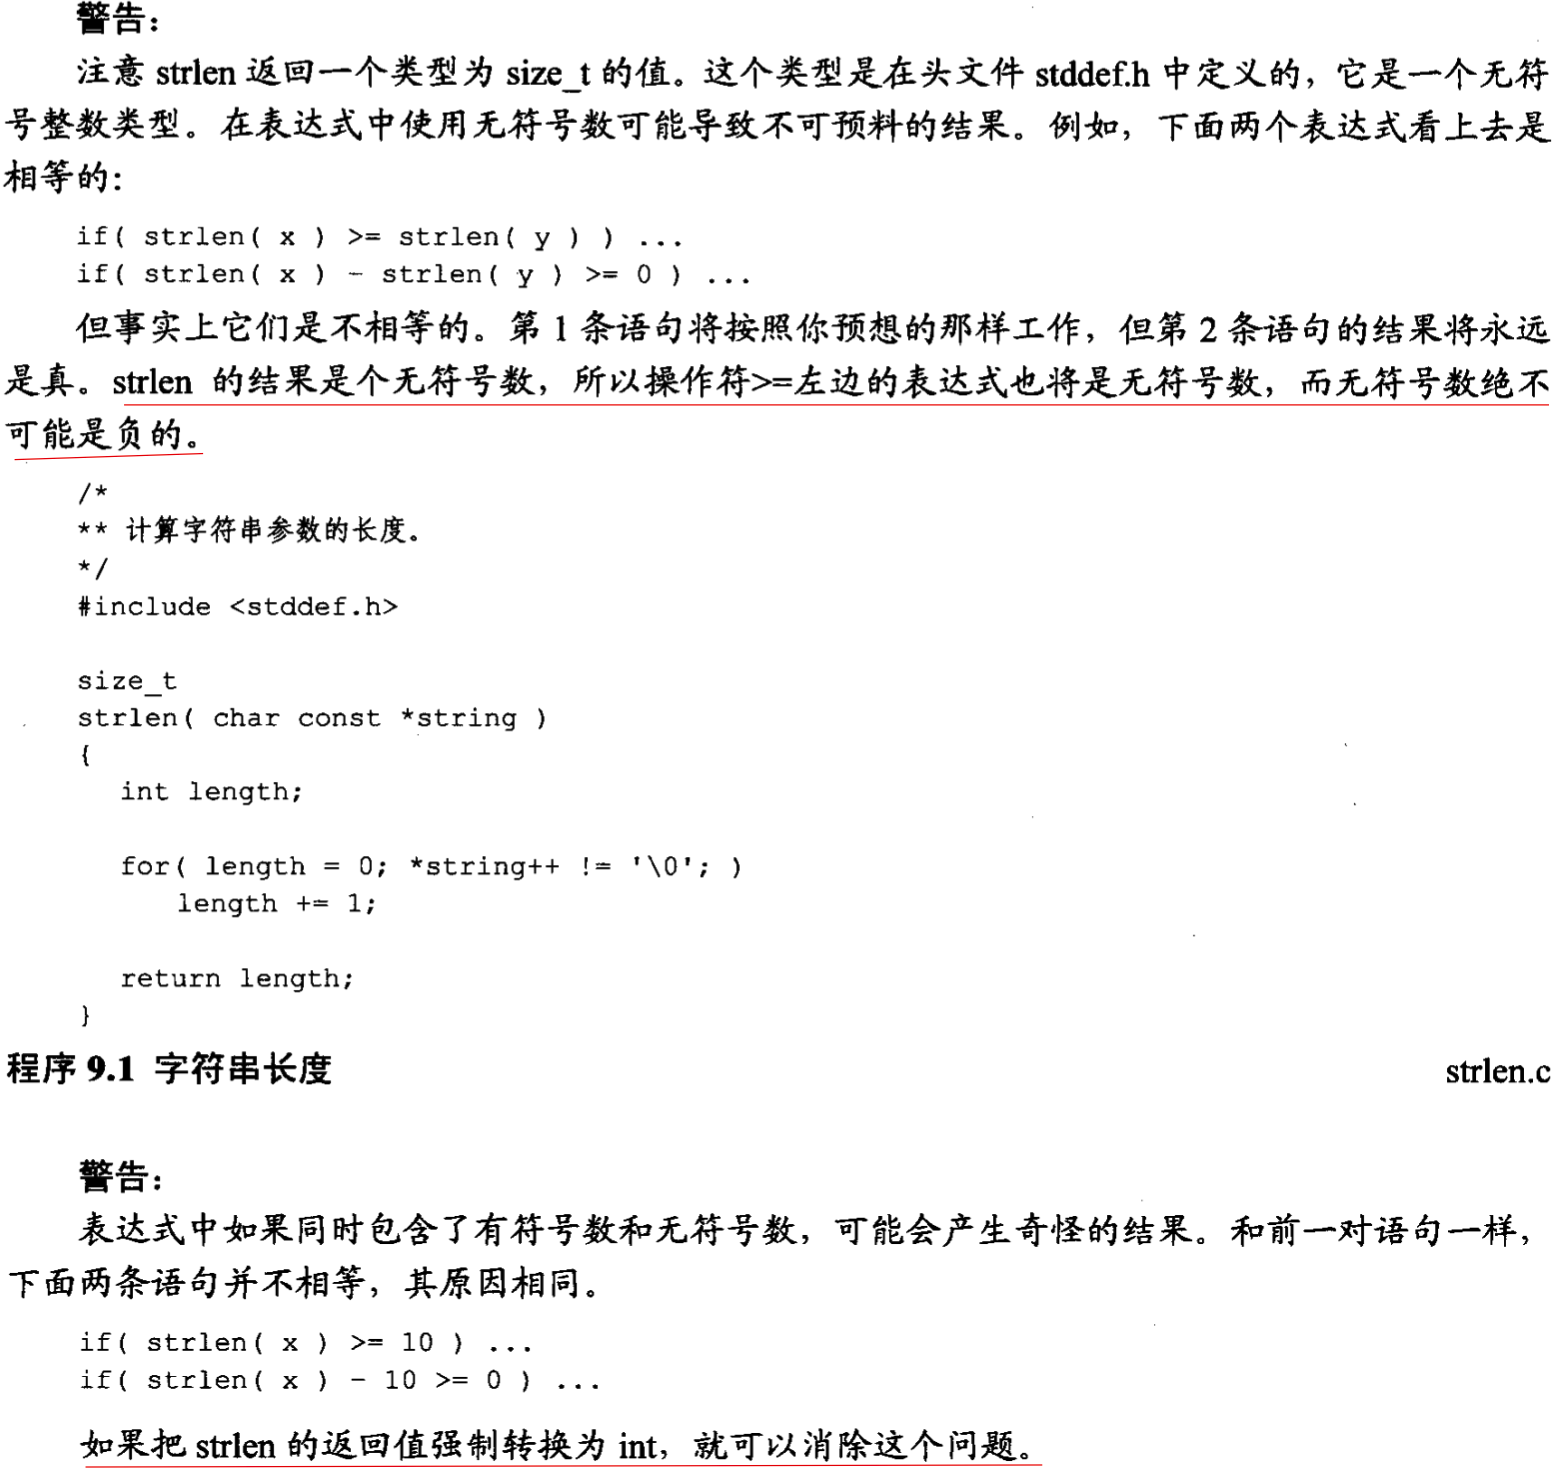 警告：
注意 strlen 返回一个类型为 size_t 的值。这个类型是在头文件 stddef.h 中定义的，它是一个无符
号整数类型。在表达式中使用无符号数可能导致不可预料的结果。例如，下面两个表达式看上去是
相等的：
if( strlen( x ) >= strlen( y ) ) ...
if( strlen( x ) - strlen( y ) >= 0 ) ...
但事实上它们是不相等的。第 1 条语句将按照你预想的那样工作，但第 2 条语句的结果将永远
是真。strlen 的结果是个无符号数，所以操作符>=左边的表达式也将是无符号数，而无符号数绝不
可能是负的。
/*
** 计算字符串参数的长度。
*/
#include <stddef.h>
size_t
strlen( char const *string )
{
int length;
for( length = 0; *string++ != '\0'; )
length += 1;
return length;
}
程序 9.1 字符串长度 strlen.c
警告：
表达式中如果同时包含了有符号数和无符号数，可能会产生奇怪的结果。和前一对语句一样，
下面两条语句并不相等，其原因相同。
if( strlen( x ) >= 10 ) ...
if( strlen( x ) - 10 >= 0 ) ...
如果把 strlen 的返回值强制转换为 int，就可以消除这个问题。